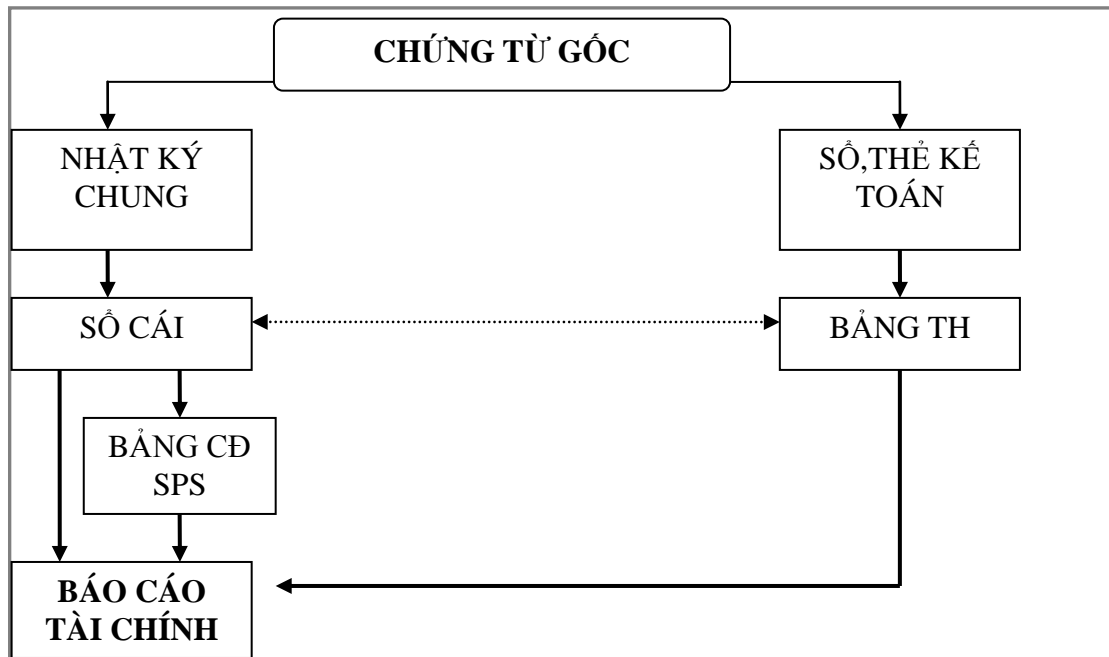 CHỨNG TỪ GỐC
NHẬT KÝ
CHUNG
SỔ,THẺ KẾ
TOÁN
SỔ CÁI
BẢNG TH
BẢNG CĐ
SPS
BÁO CÁO
TÀI CHÍNH